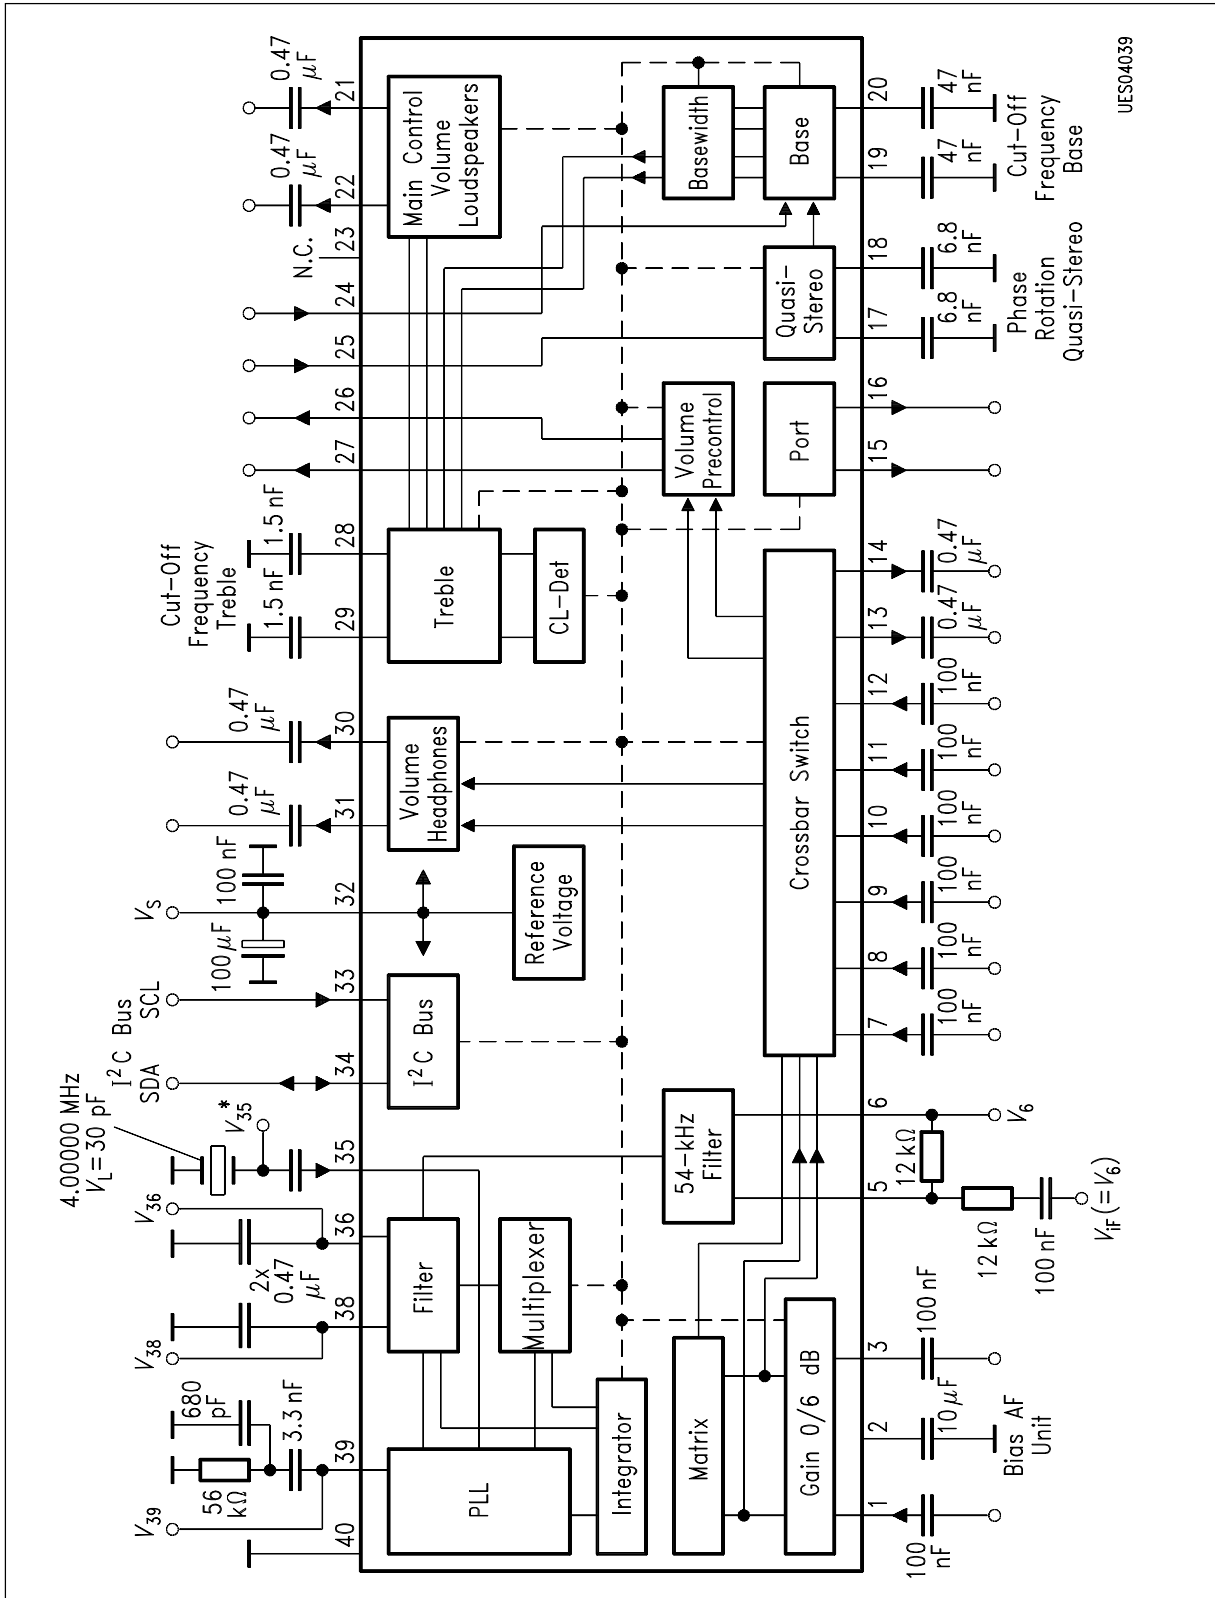 0.47
μF
21
0.47
μF
22
N.C.
23
24
25
26
27
Cut-Off
Frequency
Treble
1.5 nF
28
1.5 nF
29
0.47
μF
30
0.47
μF
31
100 nF
V_S
32
100 μF
I²C Bus
SCL
33
SDA
34
4.00000 MHz
V_L = 30 pF
V_35*
35
V_36
36
2x
0.47
μF
V_38
38
680
pF
3.3 nF
56
kΩ
39
V_39
40
Main Control
Volume
Loudspeakers
Basewidth
Base
Quasi-
Stereo
Volume
Precontrol
Port
Treble
CL-Det
Volume
Headphones
Crossbar Switch
Reference
Voltage
I²C Bus
54-kHz
Filter
Filter
Multiplexer
PLL
Integrator
Matrix
Gain 0/6 dB
20
47
nF
19
47
nF
Cut-Off
Frequency
Base
18
6.8
nF
17
6.8
nF
Phase
Rotation
Quasi-Stereo
16
15
14
0.47
μF
13
0.47
μF
12
100
nF
11
100
nF
10
100
nF
9
100
nF
8
100
nF
7
100
nF
6
V_6
12 kΩ
5
12 kΩ
100 nF
V_iF (= V_6)
3
100 nF
2
10 μF
Bias AF
Unit
1
100
nF
UES04039